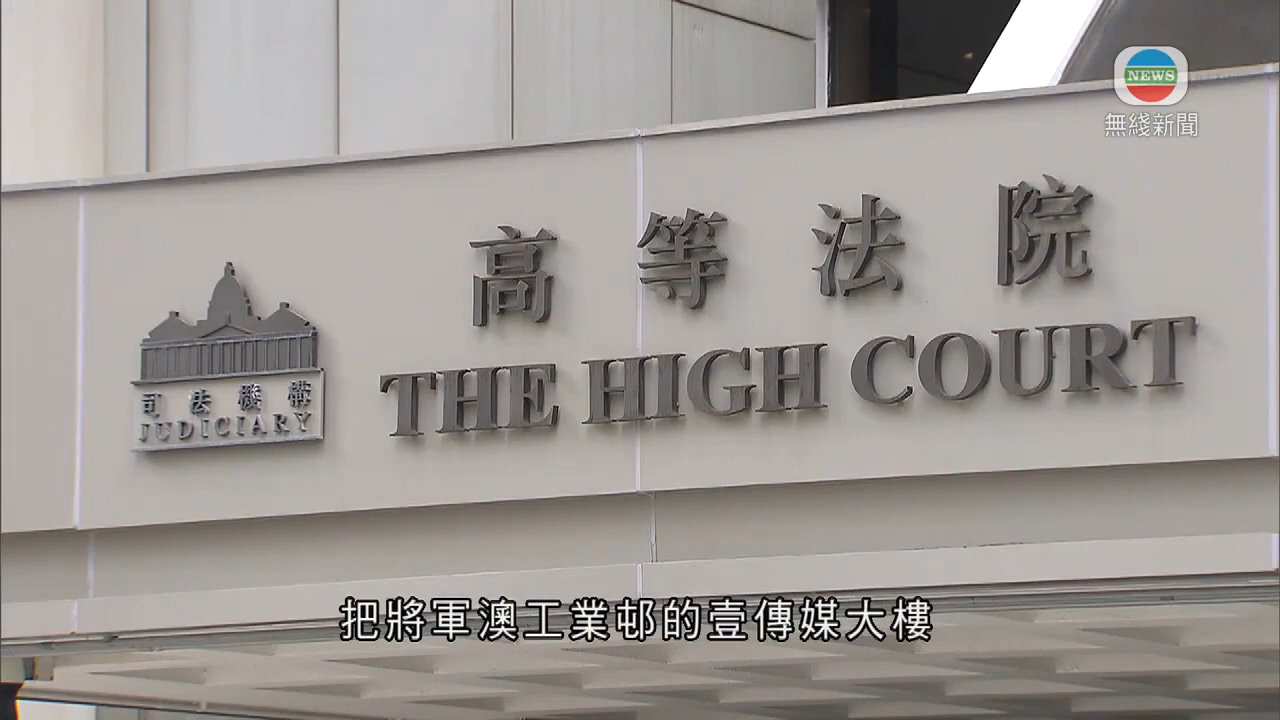 NEWS
無綫新聞
高等法院
THE HIGH COURT
司法機構
JUDICIARY
把將軍澳工業邨的壹傳媒大樓